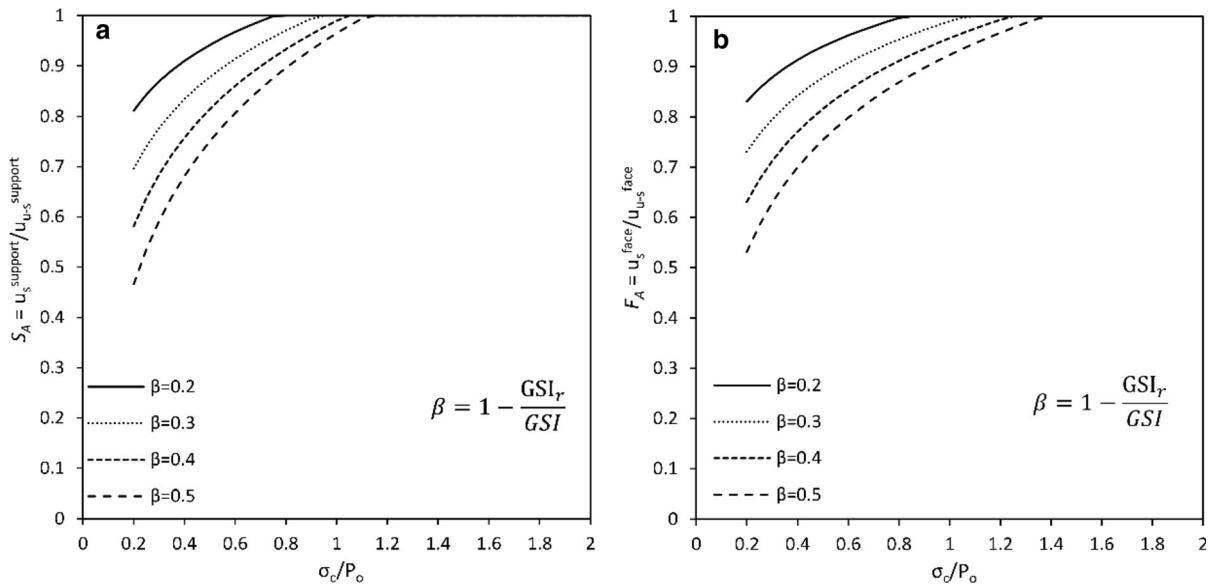 a
1
0.9
0.8
0.7
0.6
0.5
0.4
0.3
0.2
0.1
0
S_A = u_s^support/u_u-s^support
β=0.2
β=0.3
β=0.4
β=0.5
β = 1 − GSI_r/GSI
0 0.2 0.4 0.6 0.8 1 1.2 1.4 1.6 1.8 2
σ_c/P_o
b
1
0.9
0.8
0.7
0.6
0.5
0.4
0.3
0.2
0.1
0
F_A = u_s^face/u_u-s^face
β=0.2
β=0.3
β=0.4
β=0.5
β = 1 − GSI_r/GSI
0 0.2 0.4 0.6 0.8 1 1.2 1.4 1.6 1.8 2
σ_c/P_o